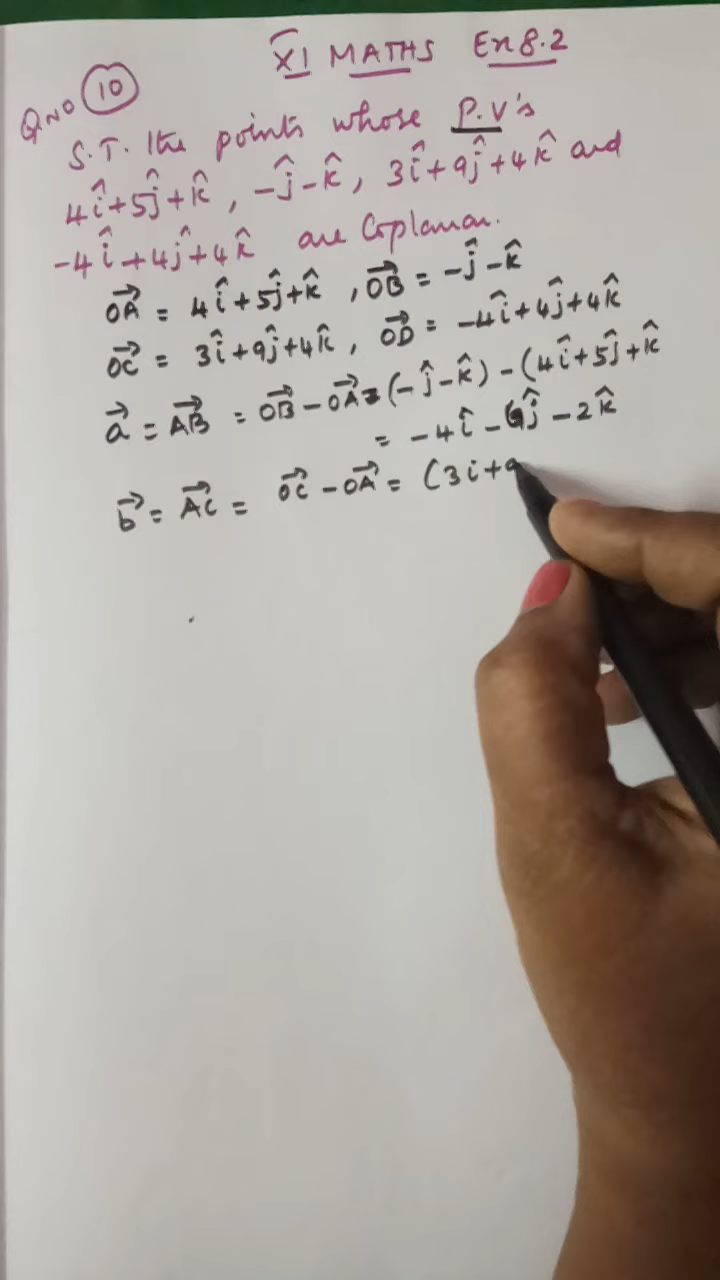 XI MATHS Ex 8.2
Q NO 10
S.T. the points whose P.V's
4î+5ĵ+k̂ , -ĵ-k̂, 3î+9ĵ+4k̂ and
-4î+4ĵ+4k̂ are Coplanar.
OA⃗ = 4î+5ĵ+k̂ , OB⃗ = -ĵ-k̂
OC⃗ = 3î+9ĵ+4k̂ , OD⃗ = -4î+4ĵ+4k̂
a⃗ = AB⃗ = OB⃗ - OA⃗ = (-ĵ-k̂) - (4î+5ĵ+k̂
= -4î - 6ĵ - 2k̂
b⃗ = AC⃗ = OC⃗ - OA⃗ = (3i+9